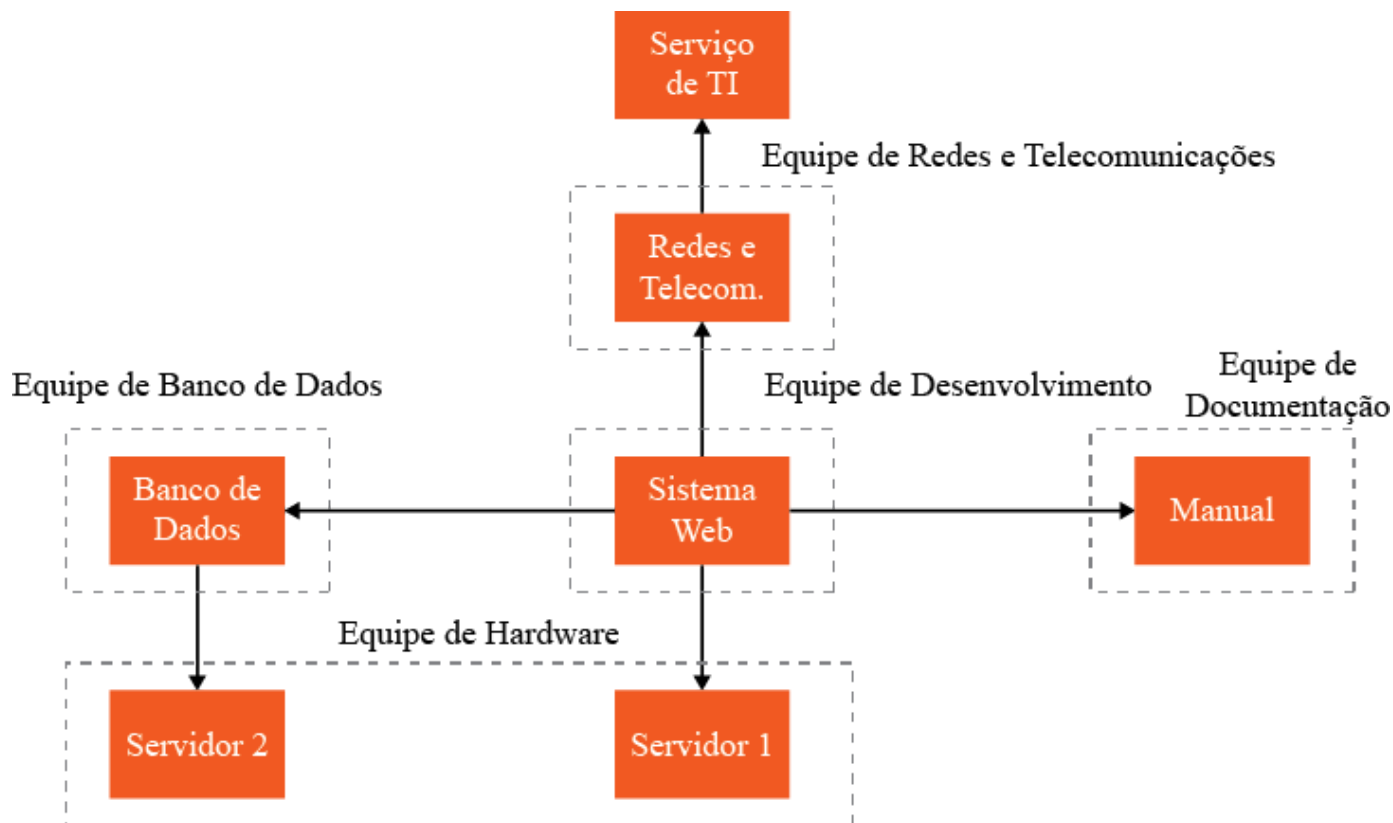 Serviço
de TI
Equipe de Redes e Telecomunicações
Redes e
Telecom.
Equipe de Banco de Dados
Equipe de Desenvolvimento
Equipe de
Documentação
Banco de
Dados
Sistema
Web
Manual
Equipe de Hardware
Servidor 2
Servidor 1